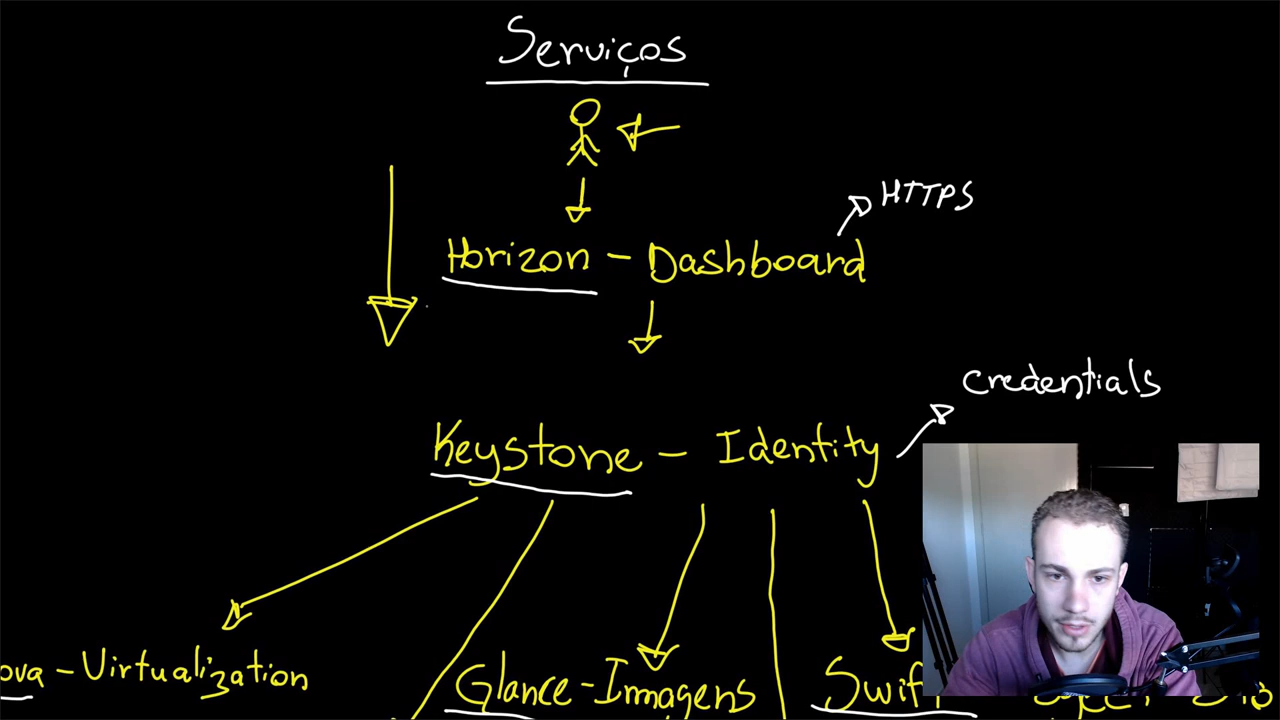 Serviços
HTTPS
Horizon - Dashboard
credentials
Keystone - Identity
ova - Virtualization
Glance - Imagens
Swif